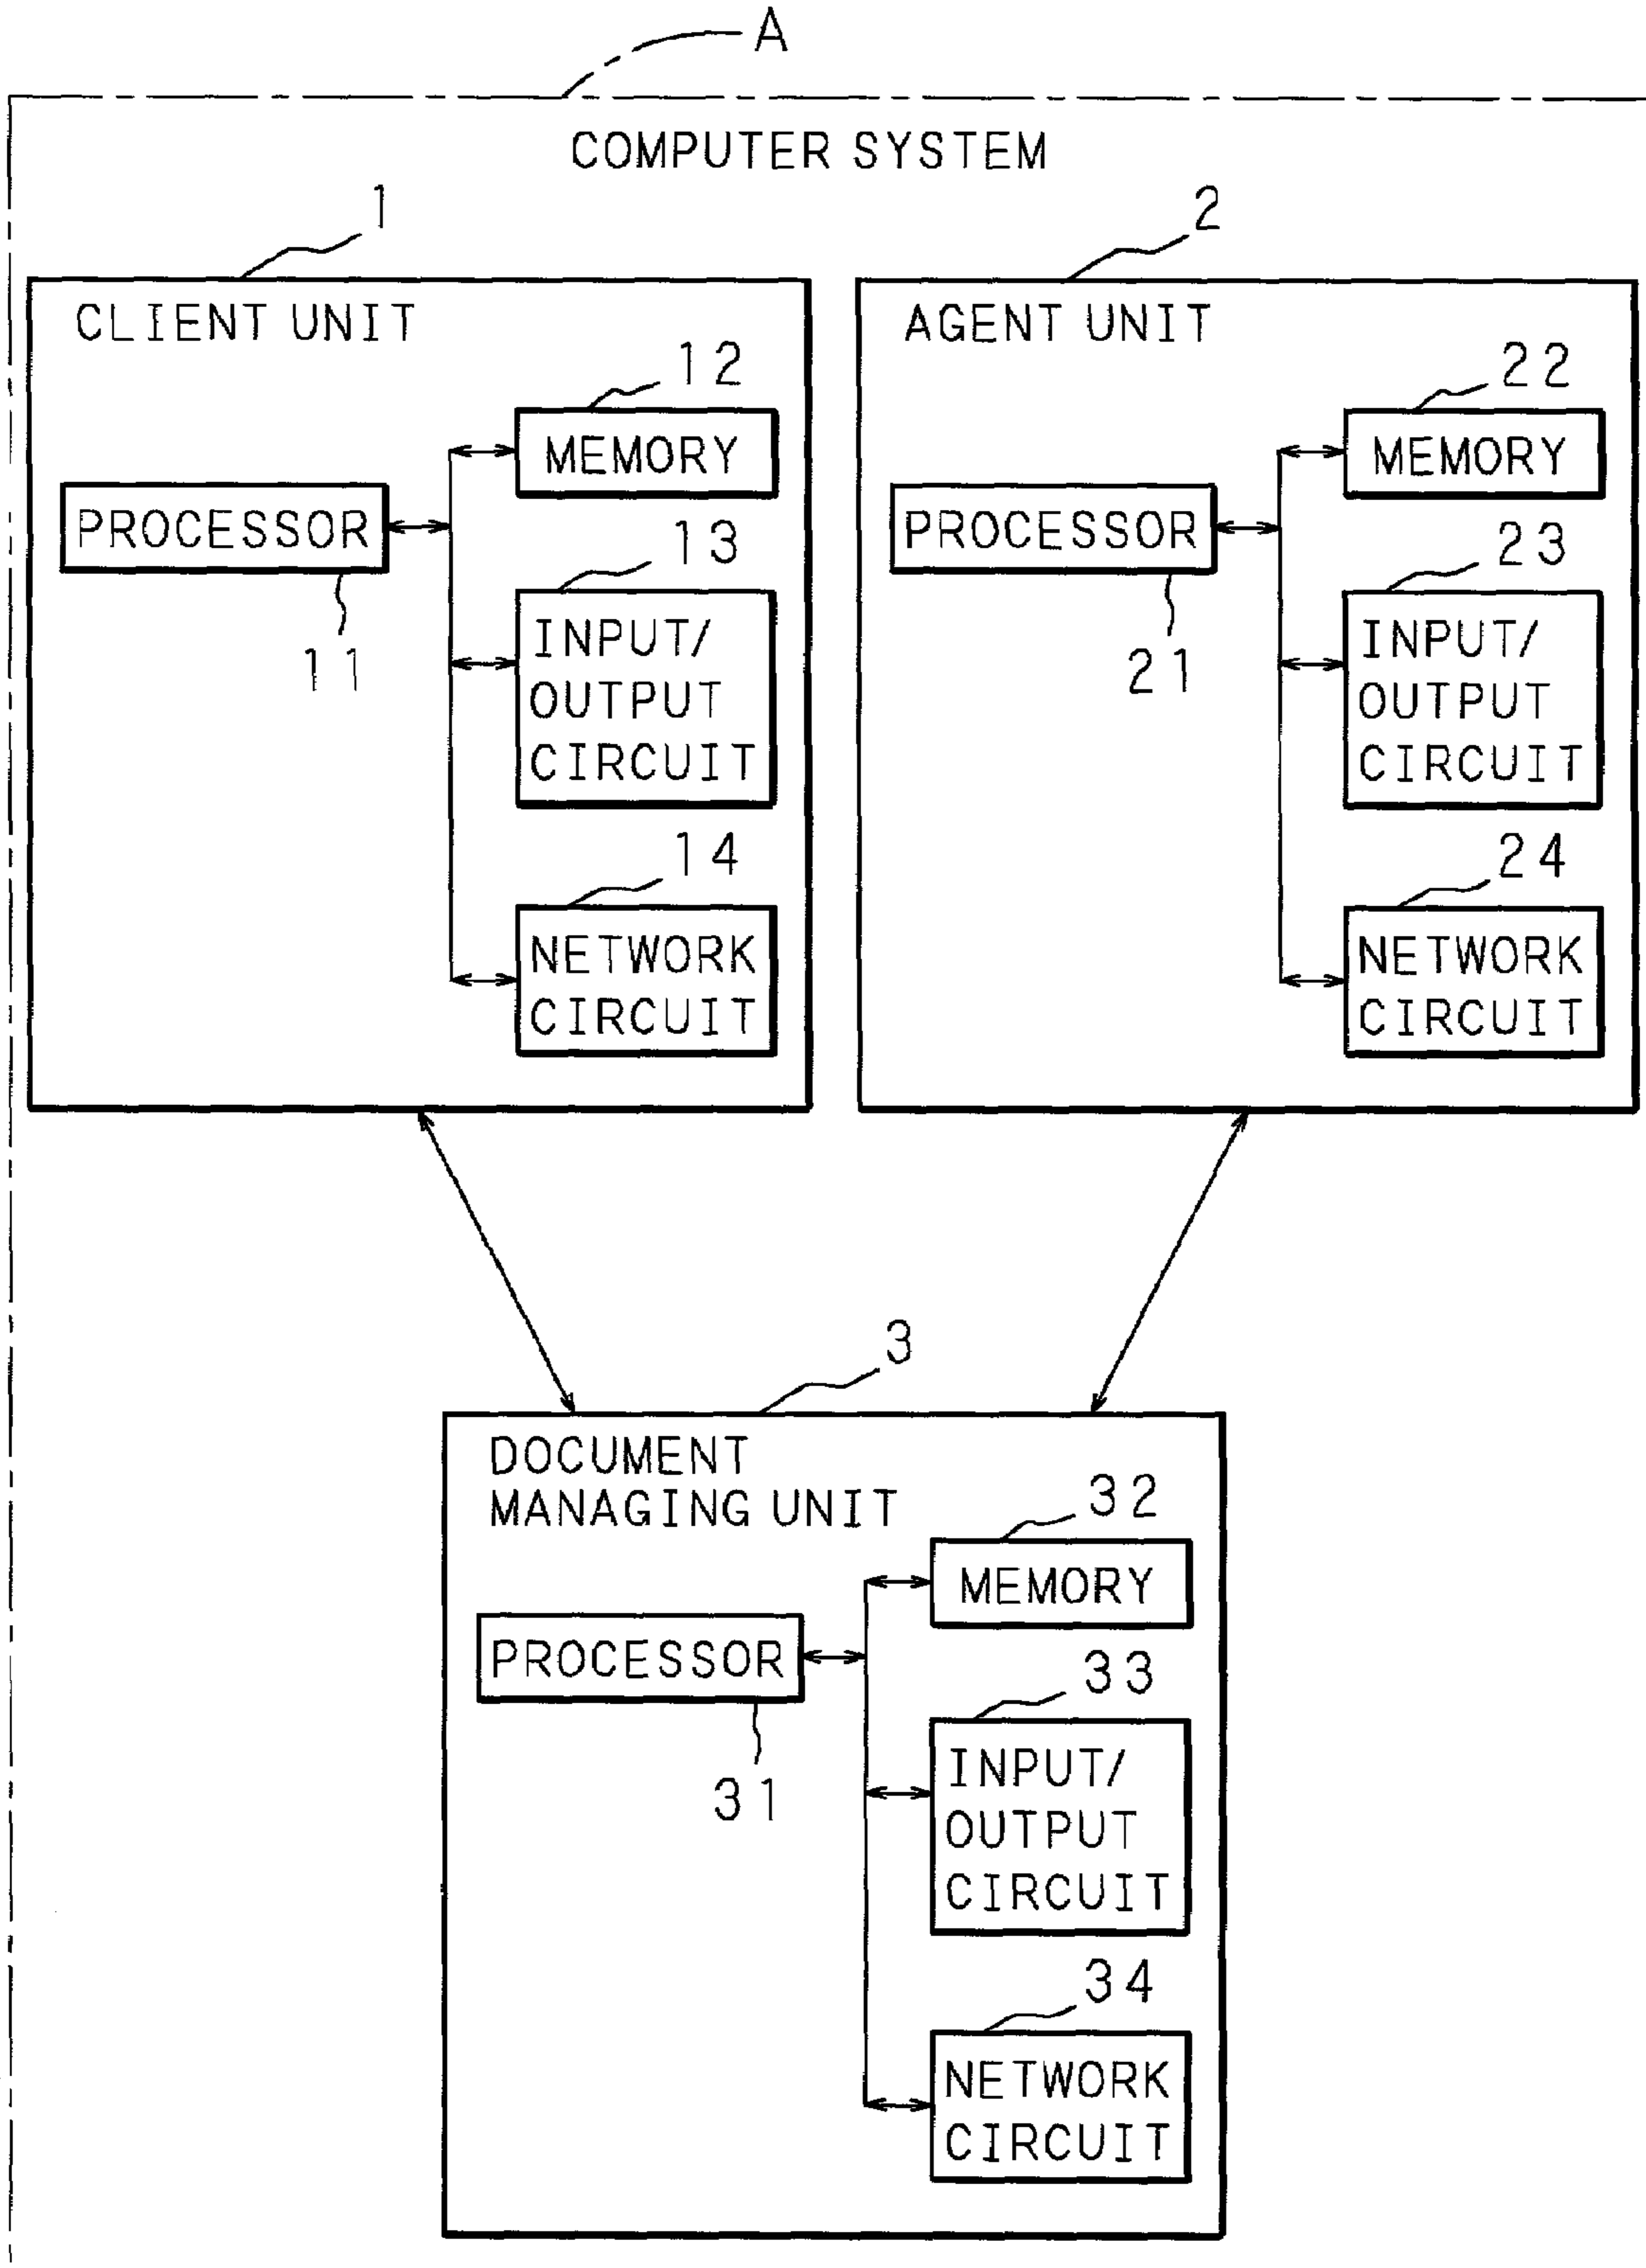 A
COMPUTER SYSTEM
1
CLIENT UNIT
12
MEMORY
PROCESSOR
11
13
INPUT/
OUTPUT
CIRCUIT
14
NETWORK
CIRCUIT
2
AGENT UNIT
22
MEMORY
PROCESSOR
21
23
INPUT/
OUTPUT
CIRCUIT
24
NETWORK
CIRCUIT
3
DOCUMENT
MANAGING UNIT
32
MEMORY
PROCESSOR
31
33
INPUT/
OUTPUT
CIRCUIT
34
NETWORK
CIRCUIT